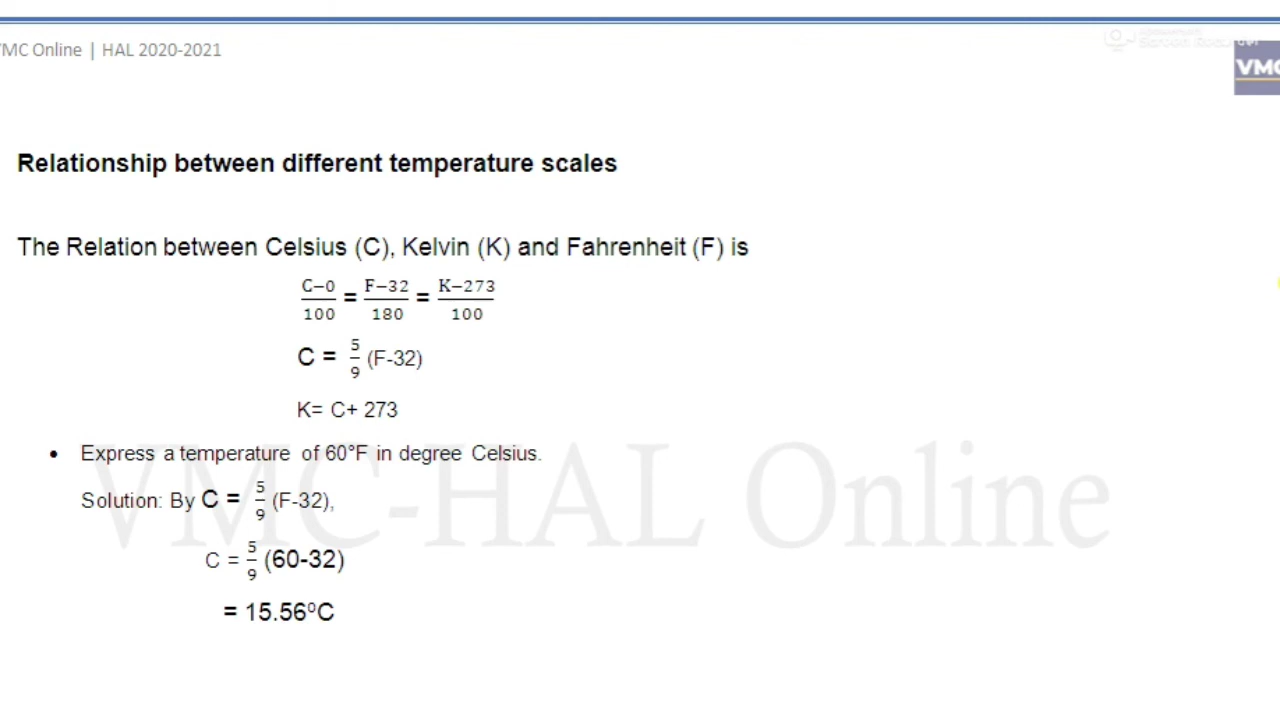 VMC Online | HAL 2020-2021
VMC
Relationship between different temperature scales
The Relation between Celsius (C), Kelvin (K) and Fahrenheit (F) is
C−0/100 = F−32/180 = K−273/100
C = 5/9 (F-32)
K= C+ 273
• Express a temperature of 60°F in degree Celsius.
Solution: By C = 5/9 (F-32),
C = 5/9 (60-32)
= 15.56⁰C
VMC-HAL Online